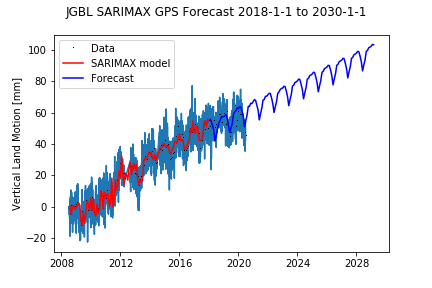 JGBL SARIMAX GPS Forecast 2018-1-1 to 2030-1-1
Data
SARIMAX model
Forecast
Vertical Land Motion [mm]
100
80
60
40
20
0
−20
2008 2012 2016 2020 2024 2028